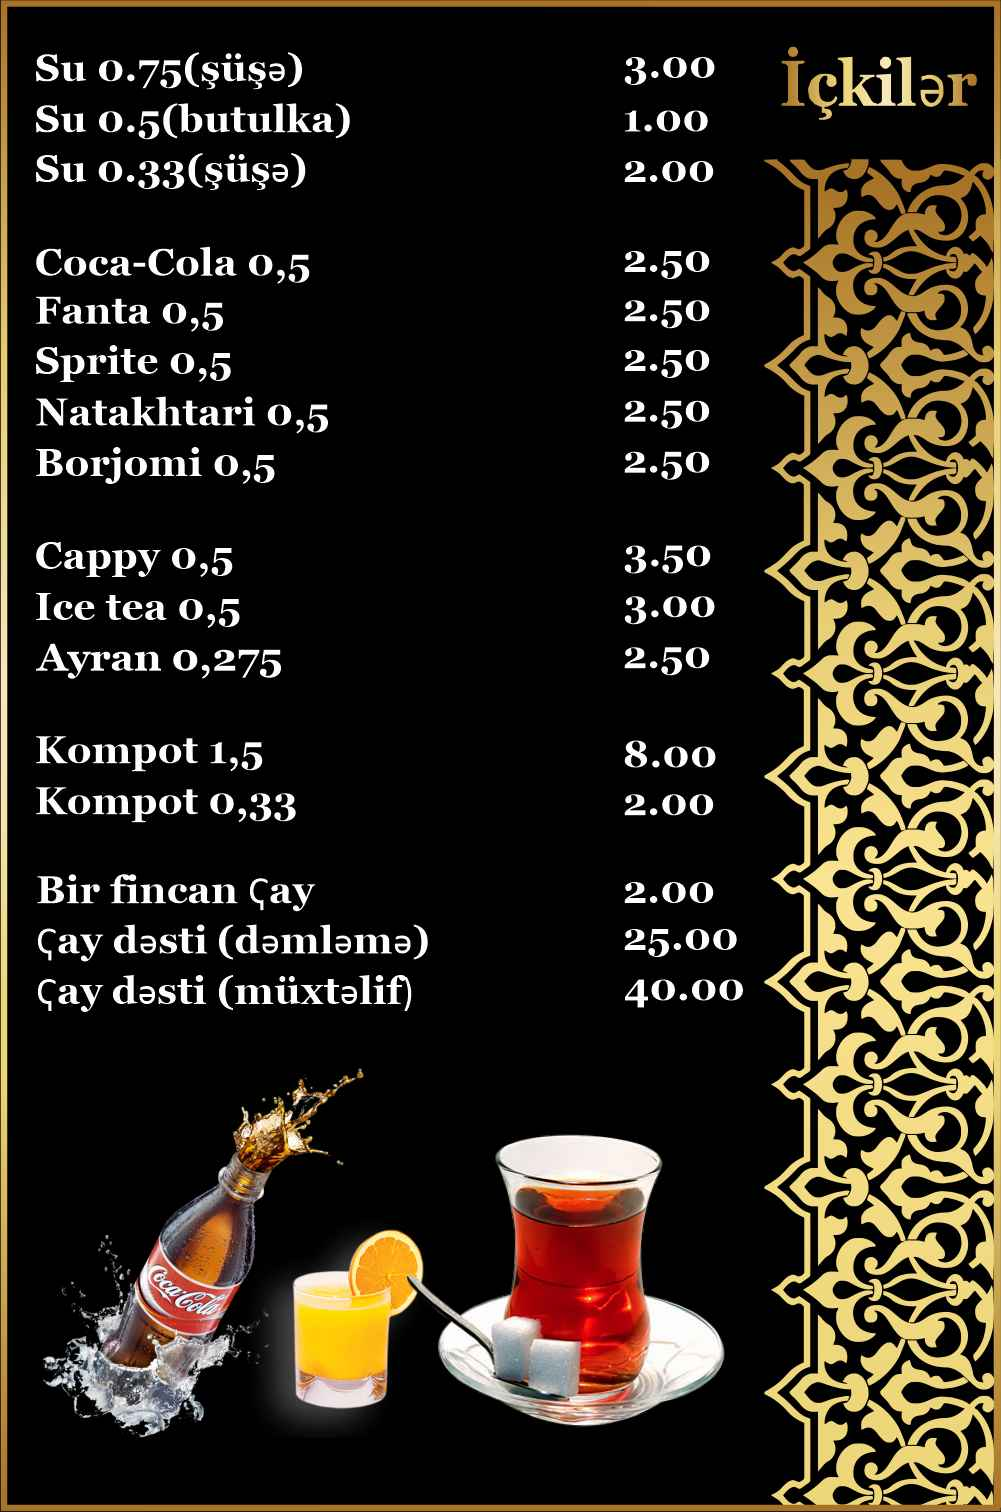 İçkilər
Su 0.75(şüşə) 3.00
Su 0.5(butulka) 1.00
Su 0.33(şüşə) 2.00
Coca-Cola 0,5 2.50
Fanta 0,5 2.50
Sprite 0,5 2.50
Natakhtari 0,5 2.50
Borjomi 0,5 2.50
Cappy 0,5 3.50
Ice tea 0,5 3.00
Ayran 0,275 2.50
Kompot 1,5 8.00
Kompot 0,33 2.00
Bir fincan Çay 2.00
Çay dəsti (dəmləmə) 25.00
Çay dəsti (müxtəlif) 40.00
Coca-Cola